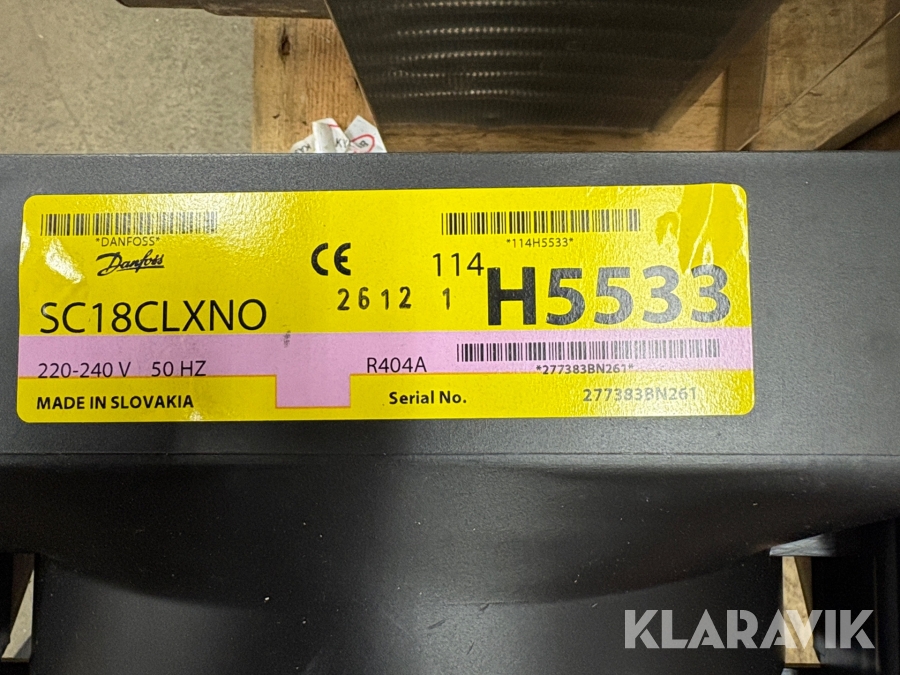 *DANFOSS*
Danfoss
SC18CLXNO
CE
2612 1
*114H5533*
114
H5533
220-240 V 50 HZ
R404A
*277383BN261*
MADE IN SLOVAKIA
Serial No.
277383BN261
KLARAVIK